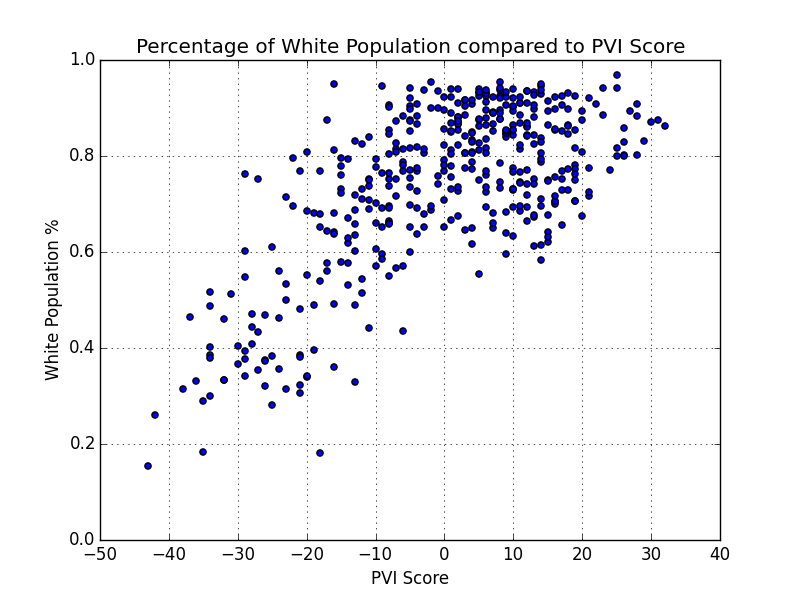 Percentage of White Population compared to PVI Score
1.0
0.8
0.6
0.4
0.2
0.0
White Population %
−50 −40 −30 −20 −10 0 10 20 30 40
PVI Score